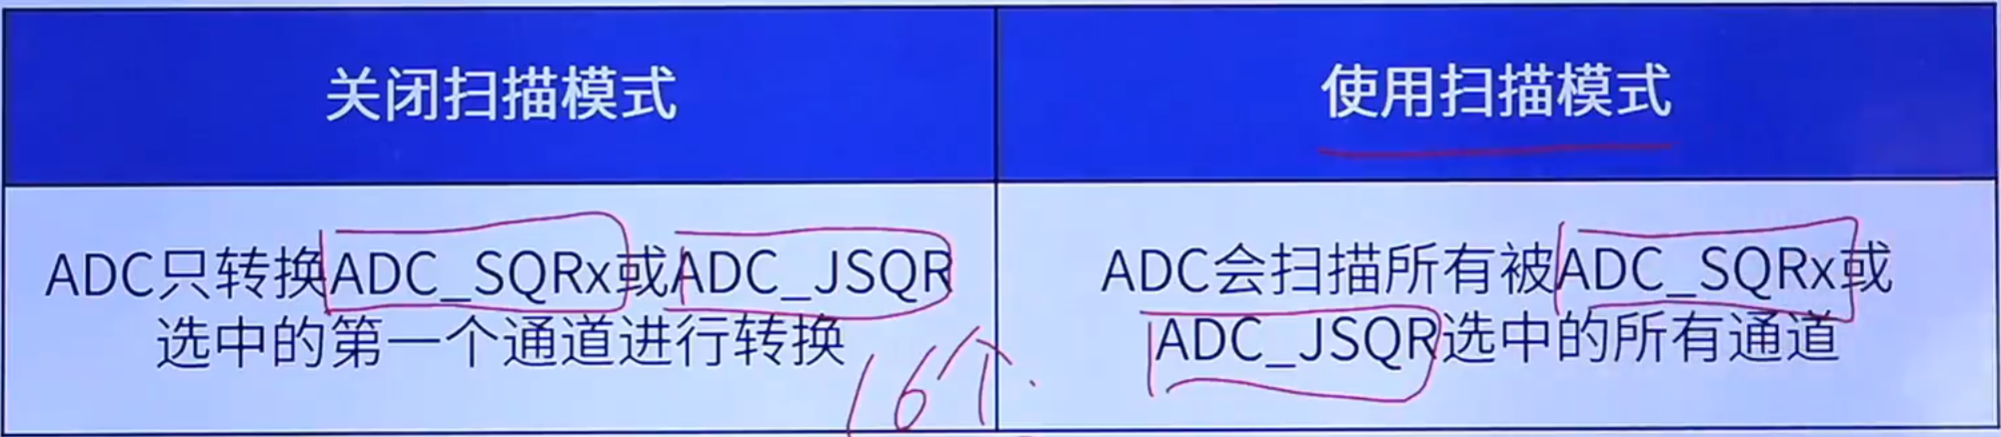 关闭扫描模式
使用扫描模式
ADC只转换ADC_SQRx或ADC_JSQR
选中的第一个通道进行转换
ADC会扫描所有被ADC_SQRx或
ADC_JSQR选中的所有通道
16个